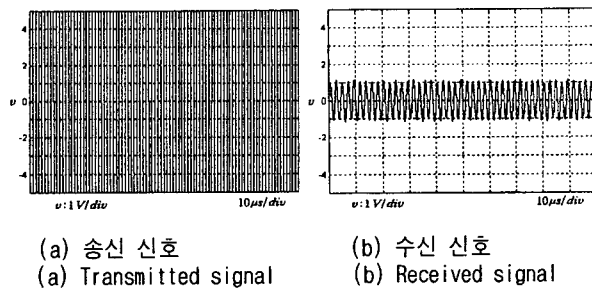 4
2
υ 0
-2
-4
υ : 1 V/div 10μs/div
4
2
υ 0
-2
-4
υ : 1 V/div 10μs/div
(a) 송신 신호
(a) Transmitted signal
(b) 수신 신호
(b) Received signal